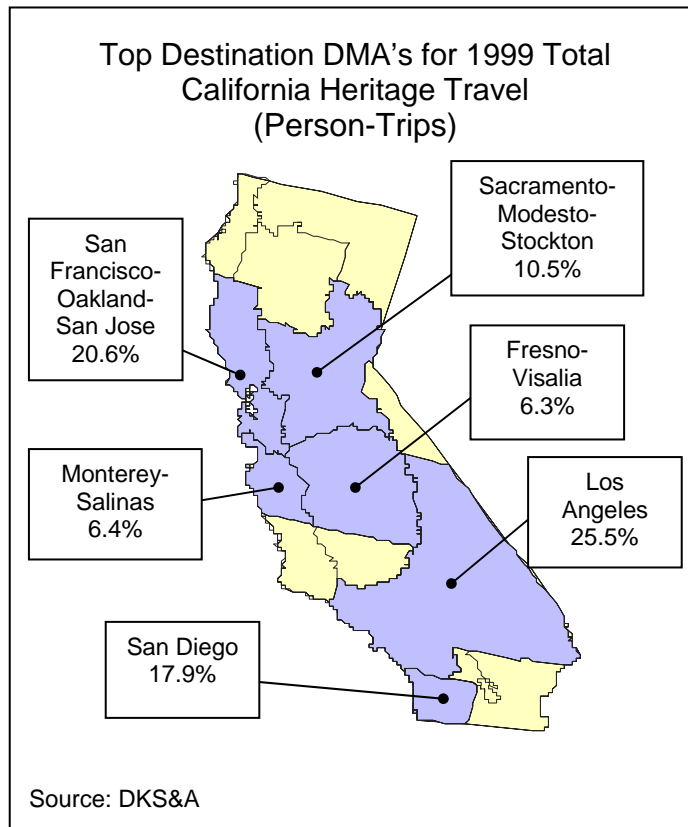 Top Destination DMA's for 1999 Total
California Heritage Travel
(Person-Trips)
San
Francisco-
Oakland-
San Jose
20.6%
Sacramento-
Modesto-
Stockton
10.5%
Fresno-
Visalia
6.3%
Monterey-
Salinas
6.4%
Los
Angeles
25.5%
San Diego
17.9%
Source: DKS&A